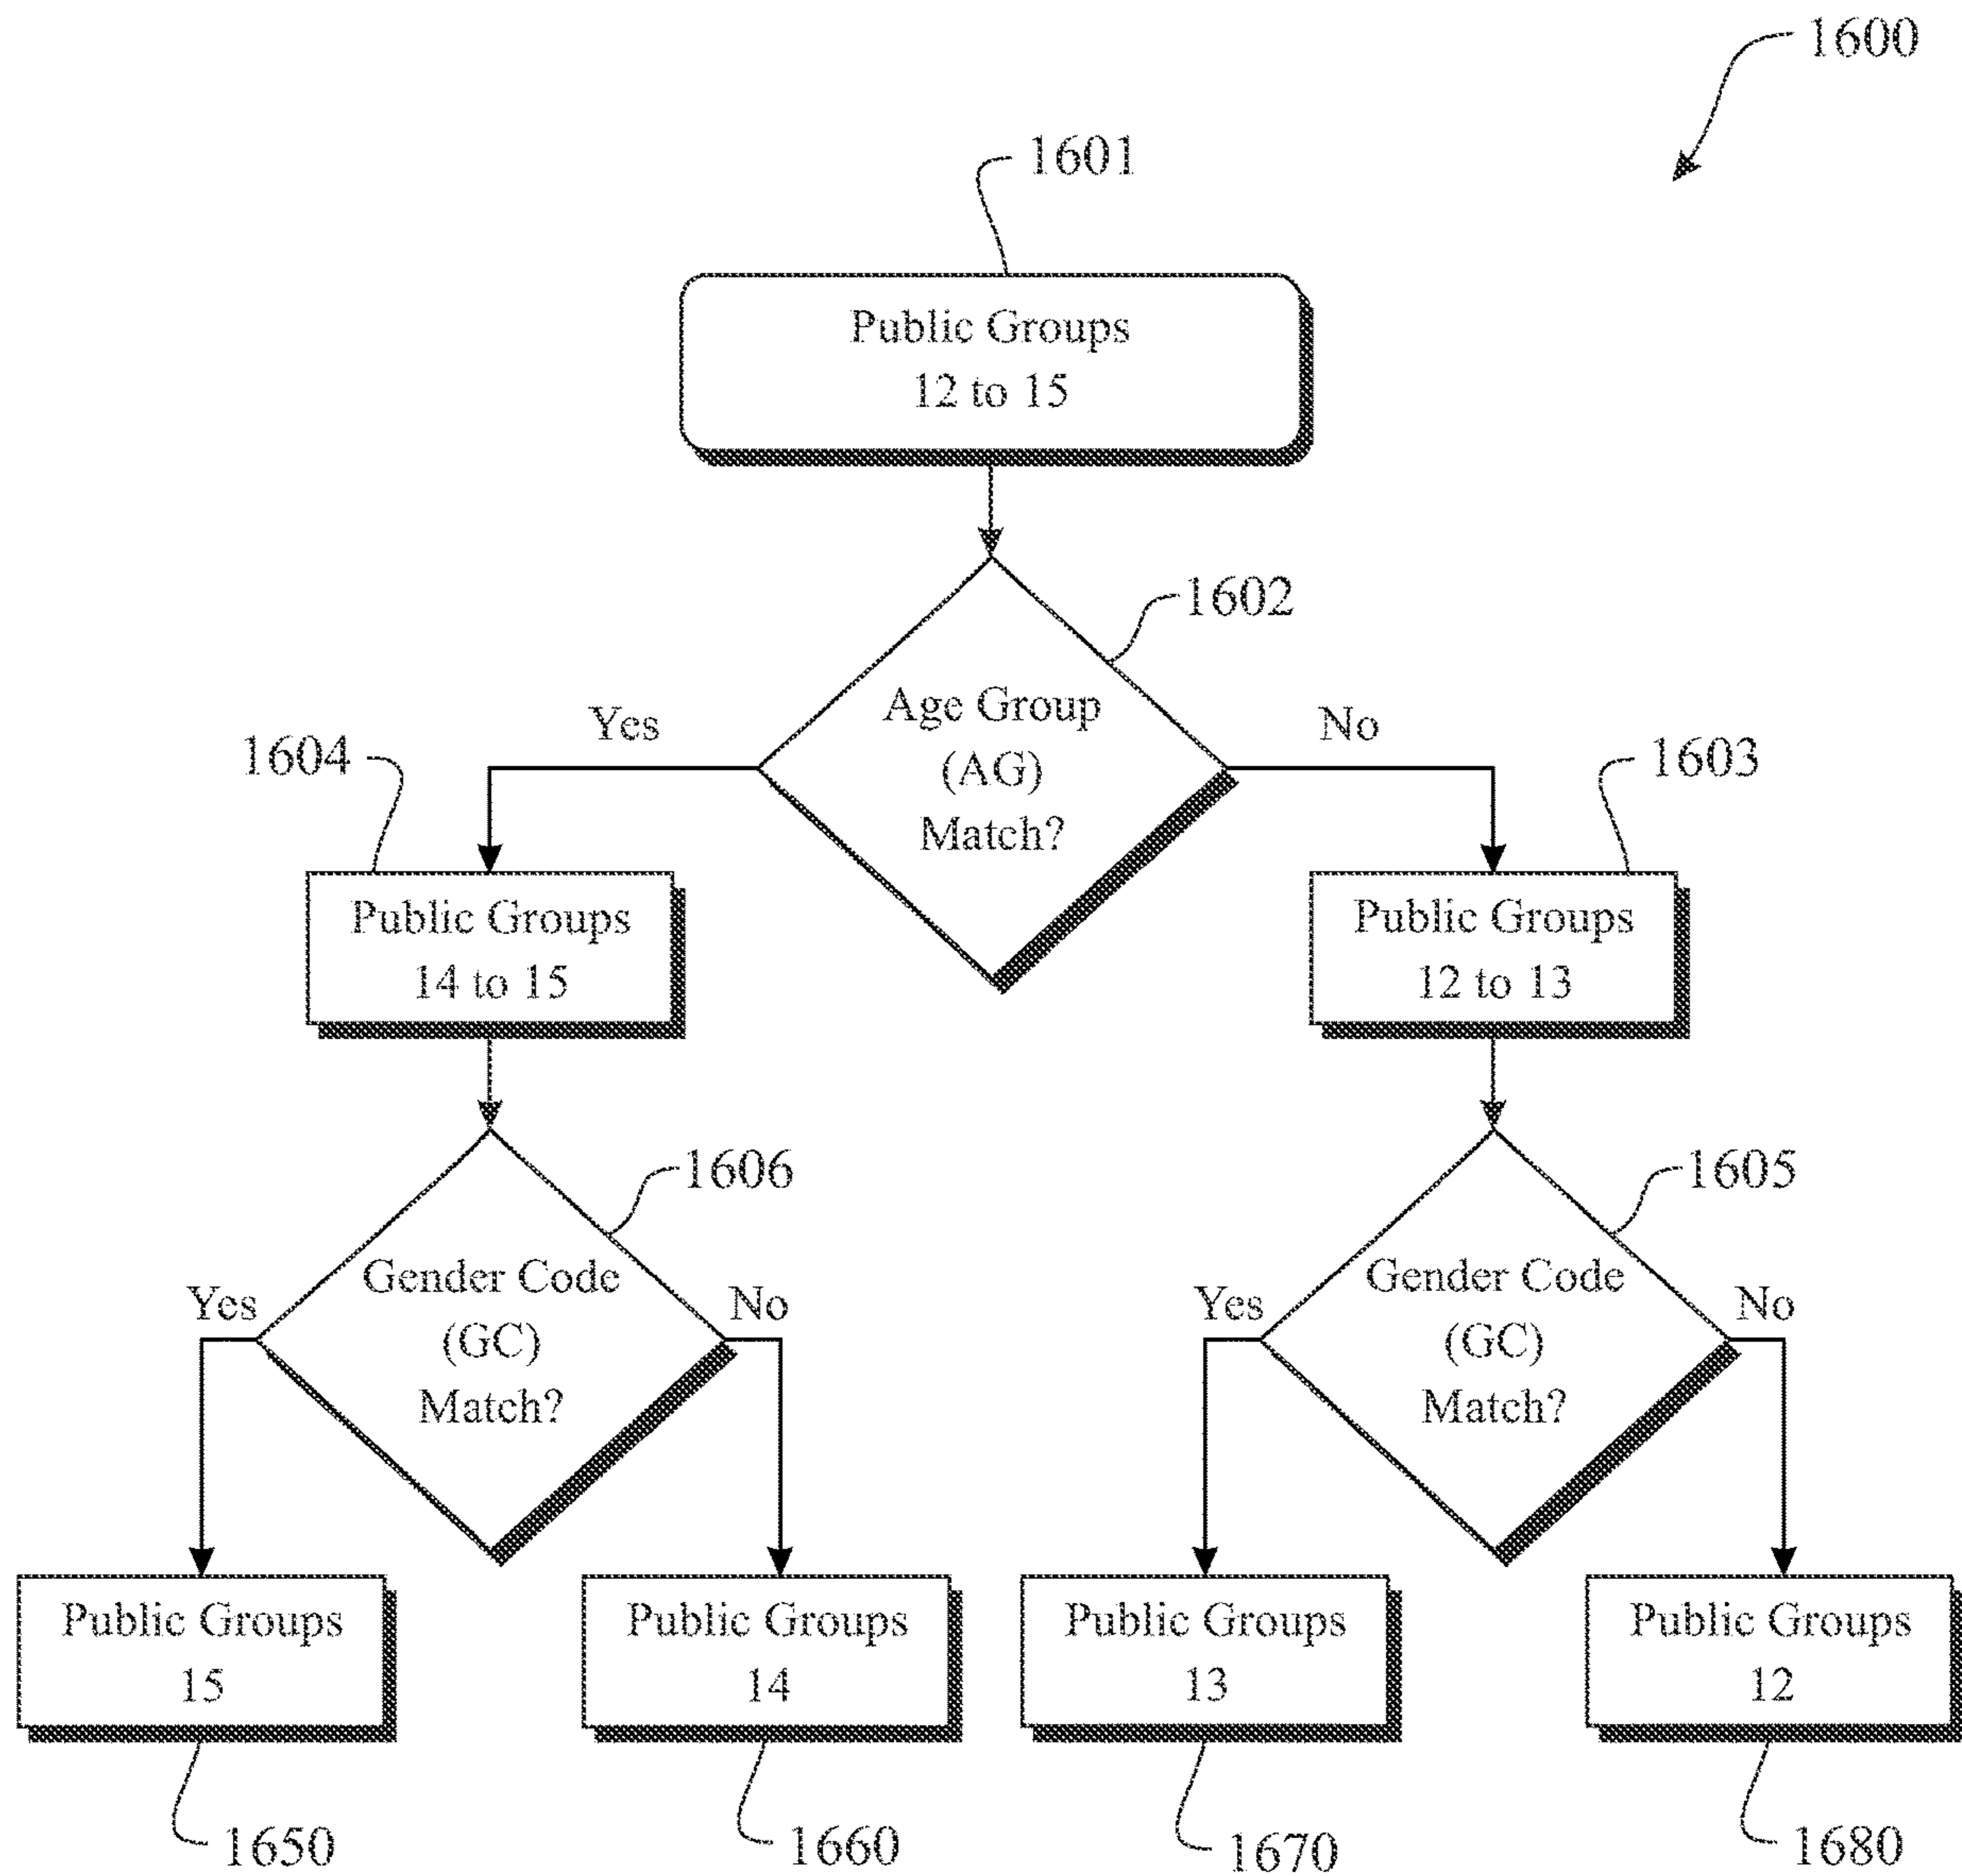 1600
1601
Public Groups
12 to 15
1602
Age Group
(AG)
Match?
Yes
No
1604
1603
Public Groups
14 to 15
Public Groups
12 to 13
1606
1605
Gender Code
(GC)
Match?
Yes
No
Gender Code
(GC)
Match?
Yes
No
Public Groups
15
Public Groups
14
Public Groups
13
Public Groups
12
1650
1660
1670
1680